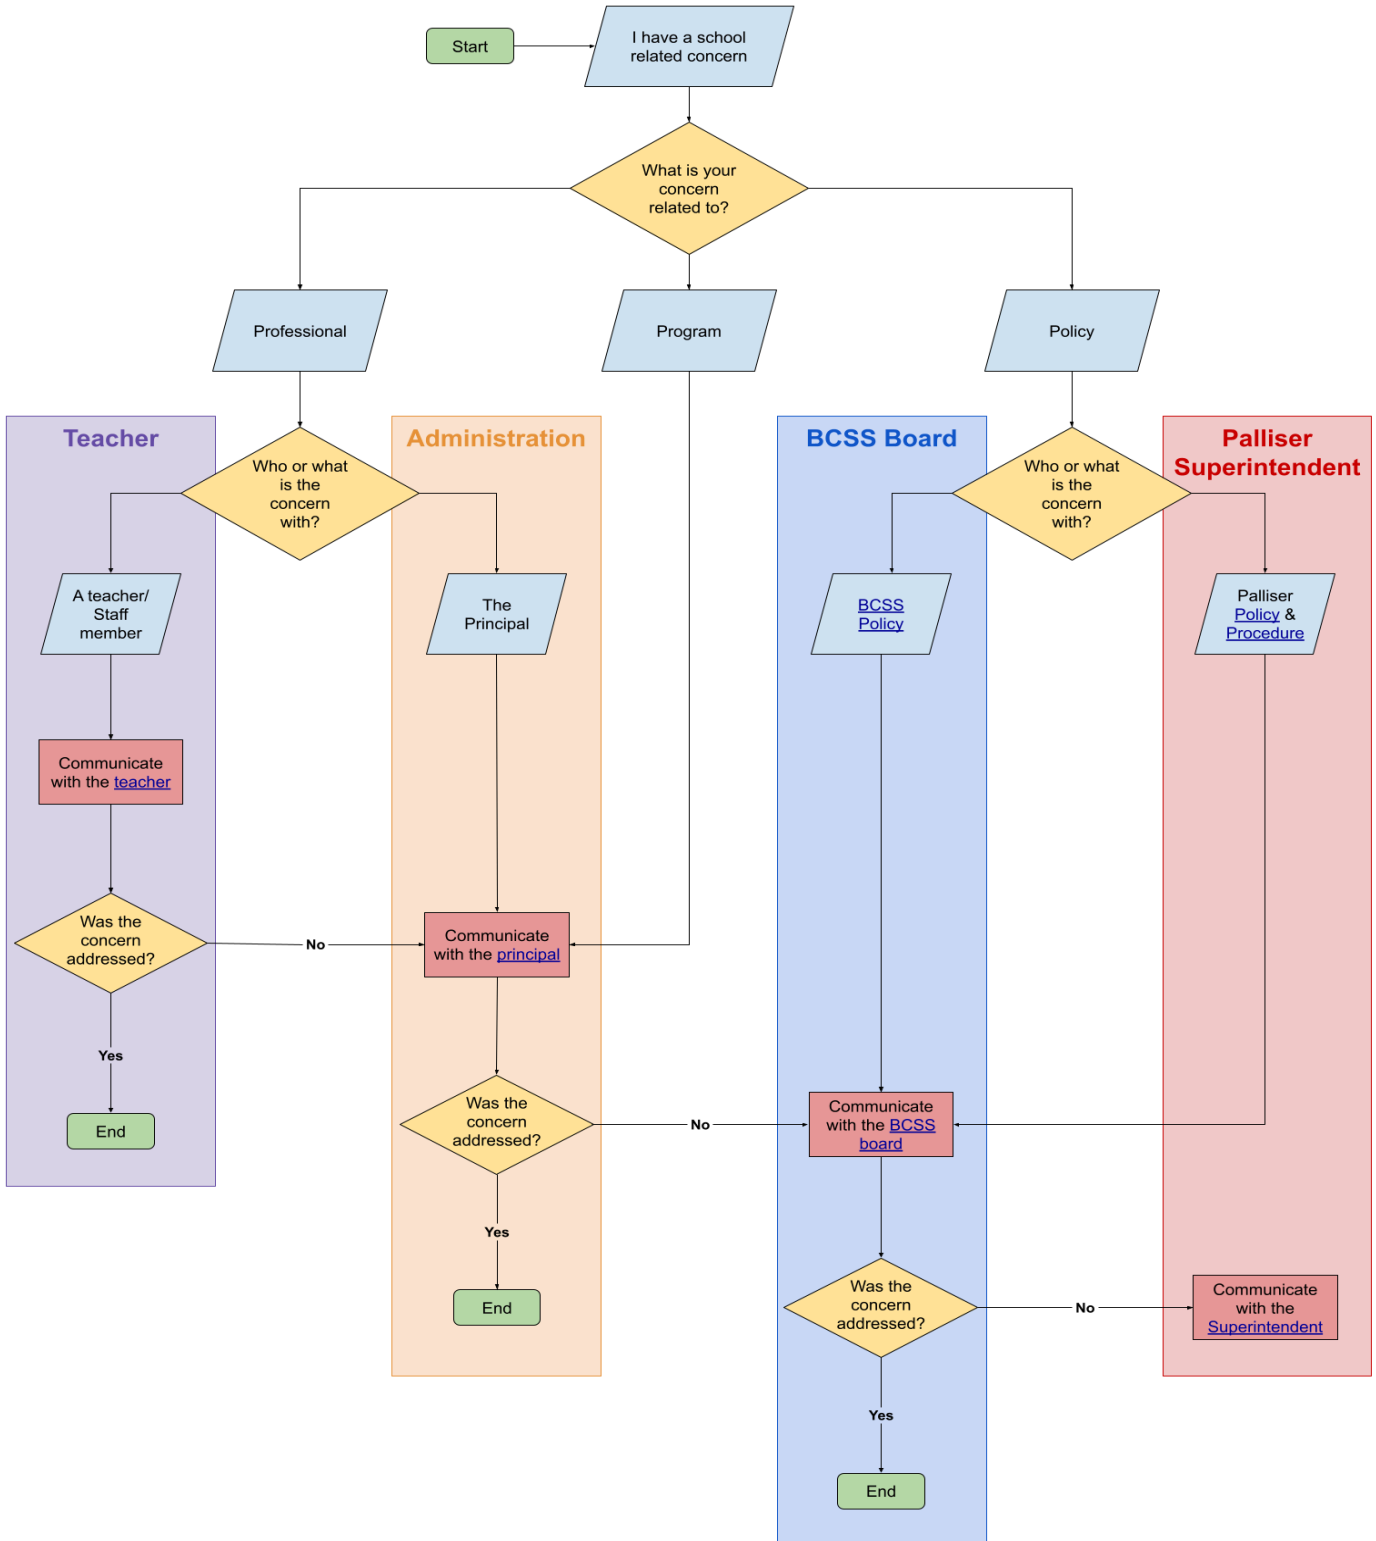 Start
I have a school
related concern
What is your
concern
related to?
Professional
Program
Policy
Teacher
Administration
BCSS Board
Palliser
Superintendent
Who or what
is the
concern
with?
Who or what
is the
concern
with?
A teacher/
Staff
member
The
Principal
BCSS
Policy
Palliser
Policy &
Procedure
Communicate
with the teacher
Was the
concern
addressed?
No
Communicate
with the principal
Yes
End
Was the
concern
addressed?
No
Communicate
with the BCSS
board
Yes
End
Was the
concern
addressed?
No
Communicate
with the
Superintendent
Yes
End